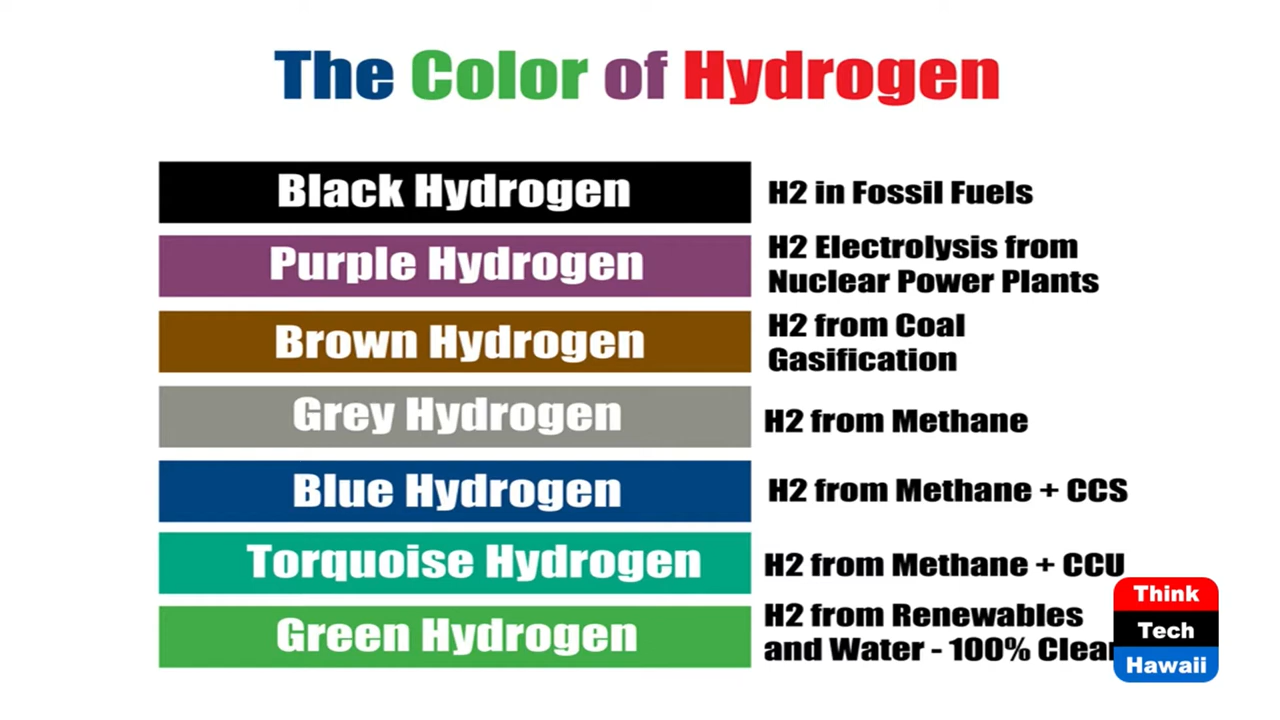 The Color of Hydrogen
Black Hydrogen
H2 in Fossil Fuels
Purple Hydrogen
H2 Electrolysis from
Nuclear Power Plants
Brown Hydrogen
H2 from Coal
Gasification
Grey Hydrogen
H2 from Methane
Blue Hydrogen
H2 from Methane + CCS
Torquoise Hydrogen
H2 from Methane + CCU
Green Hydrogen
H2 from Renewables
and Water - 100%
Think
Tech
Hawaii